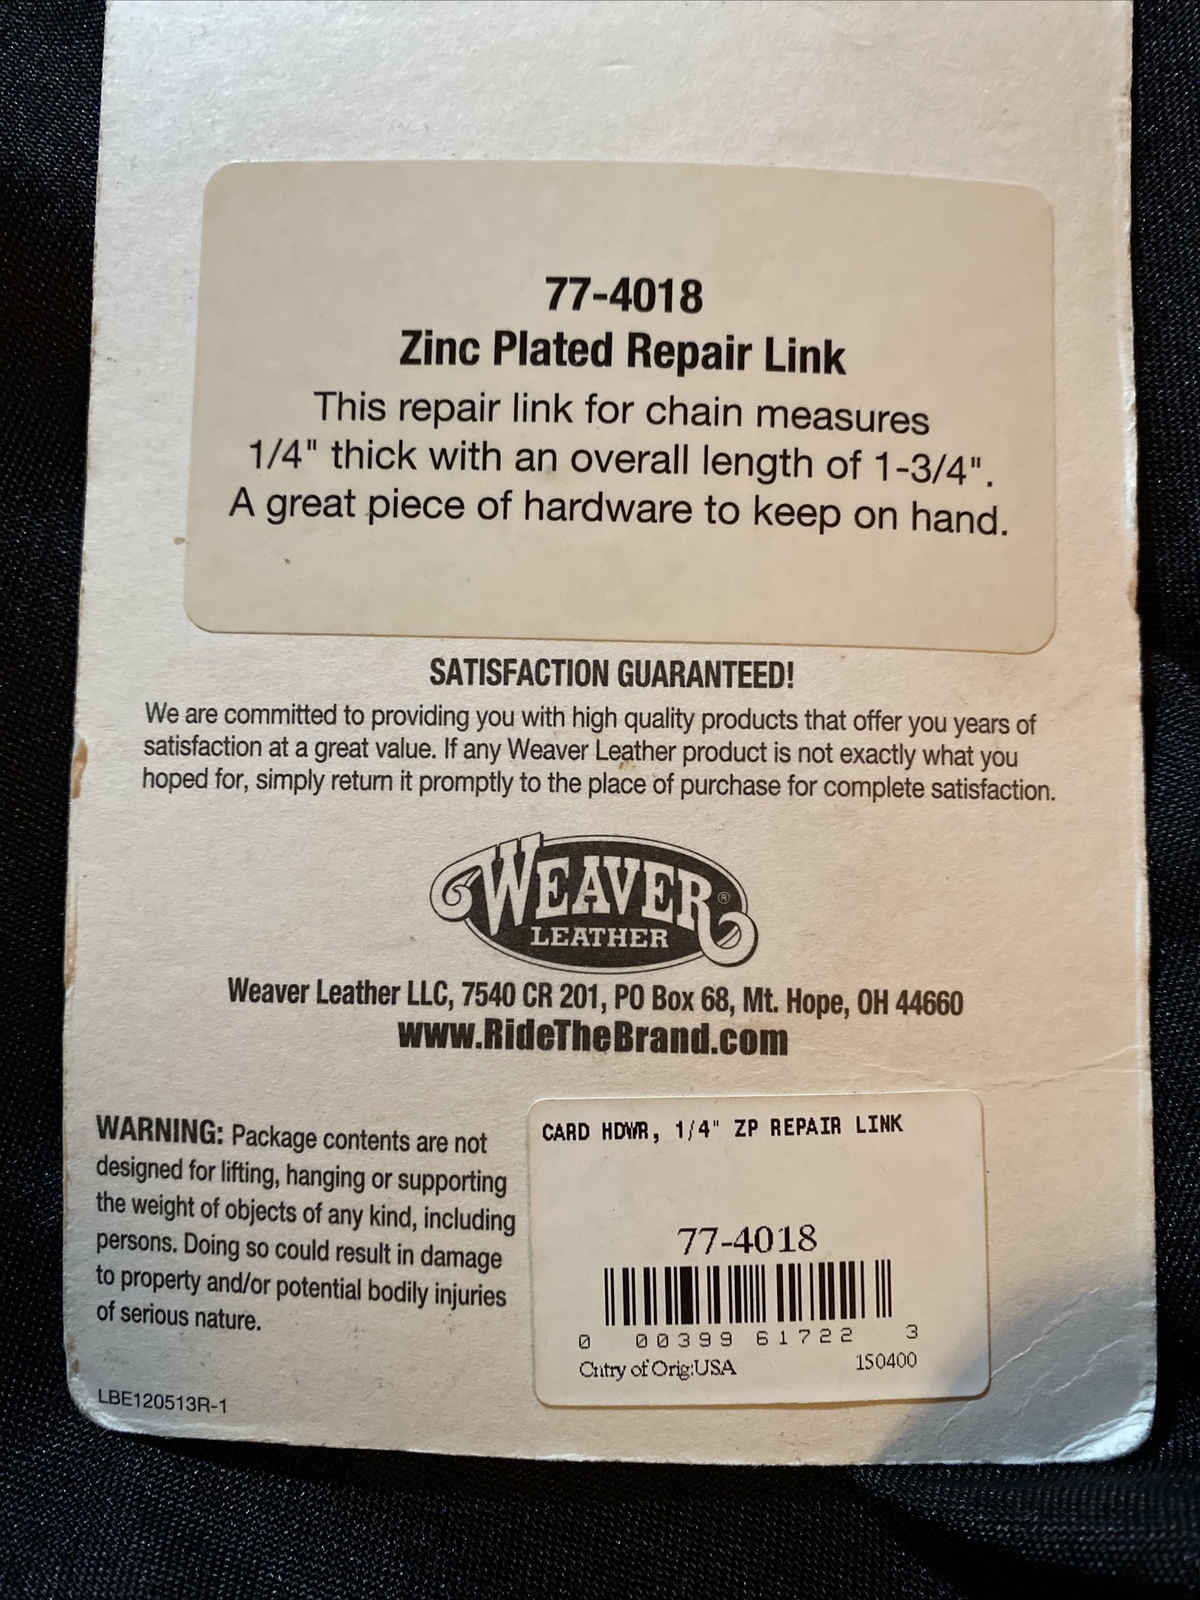 77-4018
Zinc Plated Repair Link
This repair link for chain measures
1/4" thick with an overall length of 1-3/4".
A great piece of hardware to keep on hand.
SATISFACTION GUARANTEED!
We are committed to providing you with high quality products that offer you years of
satisfaction at a great value. If any Weaver Leather product is not exactly what you
hoped for, simply return it promptly to the place of purchase for complete satisfaction.
WEAVER®
LEATHER
Weaver Leather LLC, 7540 CR 201, PO Box 68, Mt. Hope, OH 44660
www.RideTheBrand.com
WARNING: Package contents are not
designed for lifting, hanging or supporting
the weight of objects of any kind, including
persons. Doing so could result in damage
to property and/or potential bodily injuries
of serious nature.
LBE120513R-1
CARD HDWR, 1/4" ZP REPAIR LINK
77-4018
0 00399 61722 3
Cntry of Orig:USA 150400